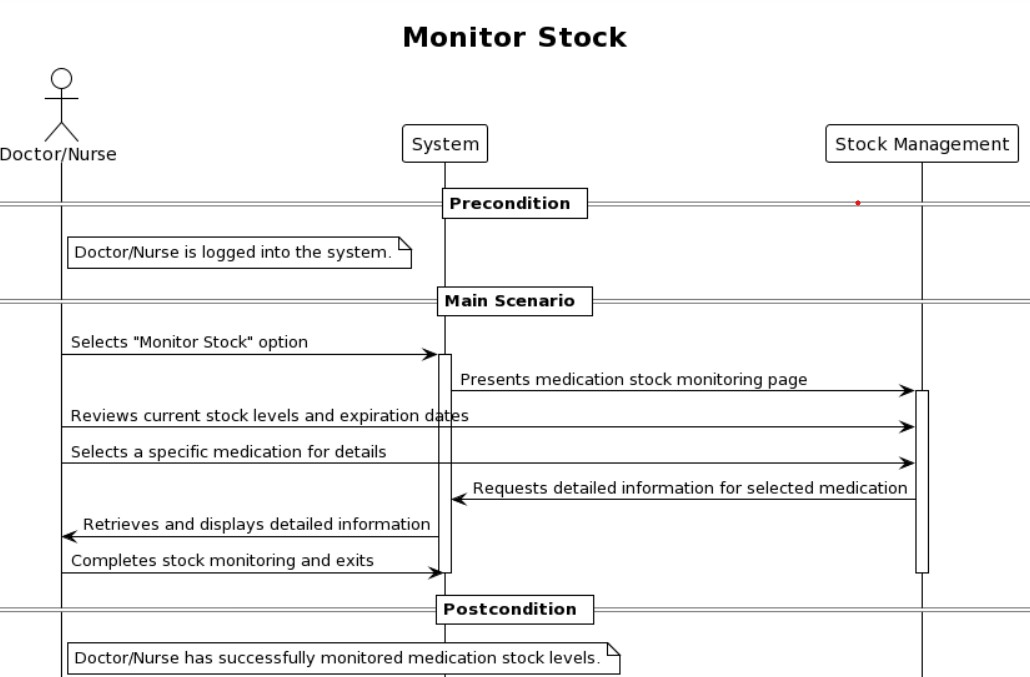 Monitor Stock
Doctor/Nurse
System
Stock Management
Precondition
Doctor/Nurse is logged into the system.
Main Scenario
Selects "Monitor Stock" option
Presents medication stock monitoring page
Reviews current stock levels and expiration dates
Selects a specific medication for details
Requests detailed information for selected medication
Retrieves and displays detailed information
Completes stock monitoring and exits
Postcondition
Doctor/Nurse has successfully monitored medication stock levels.